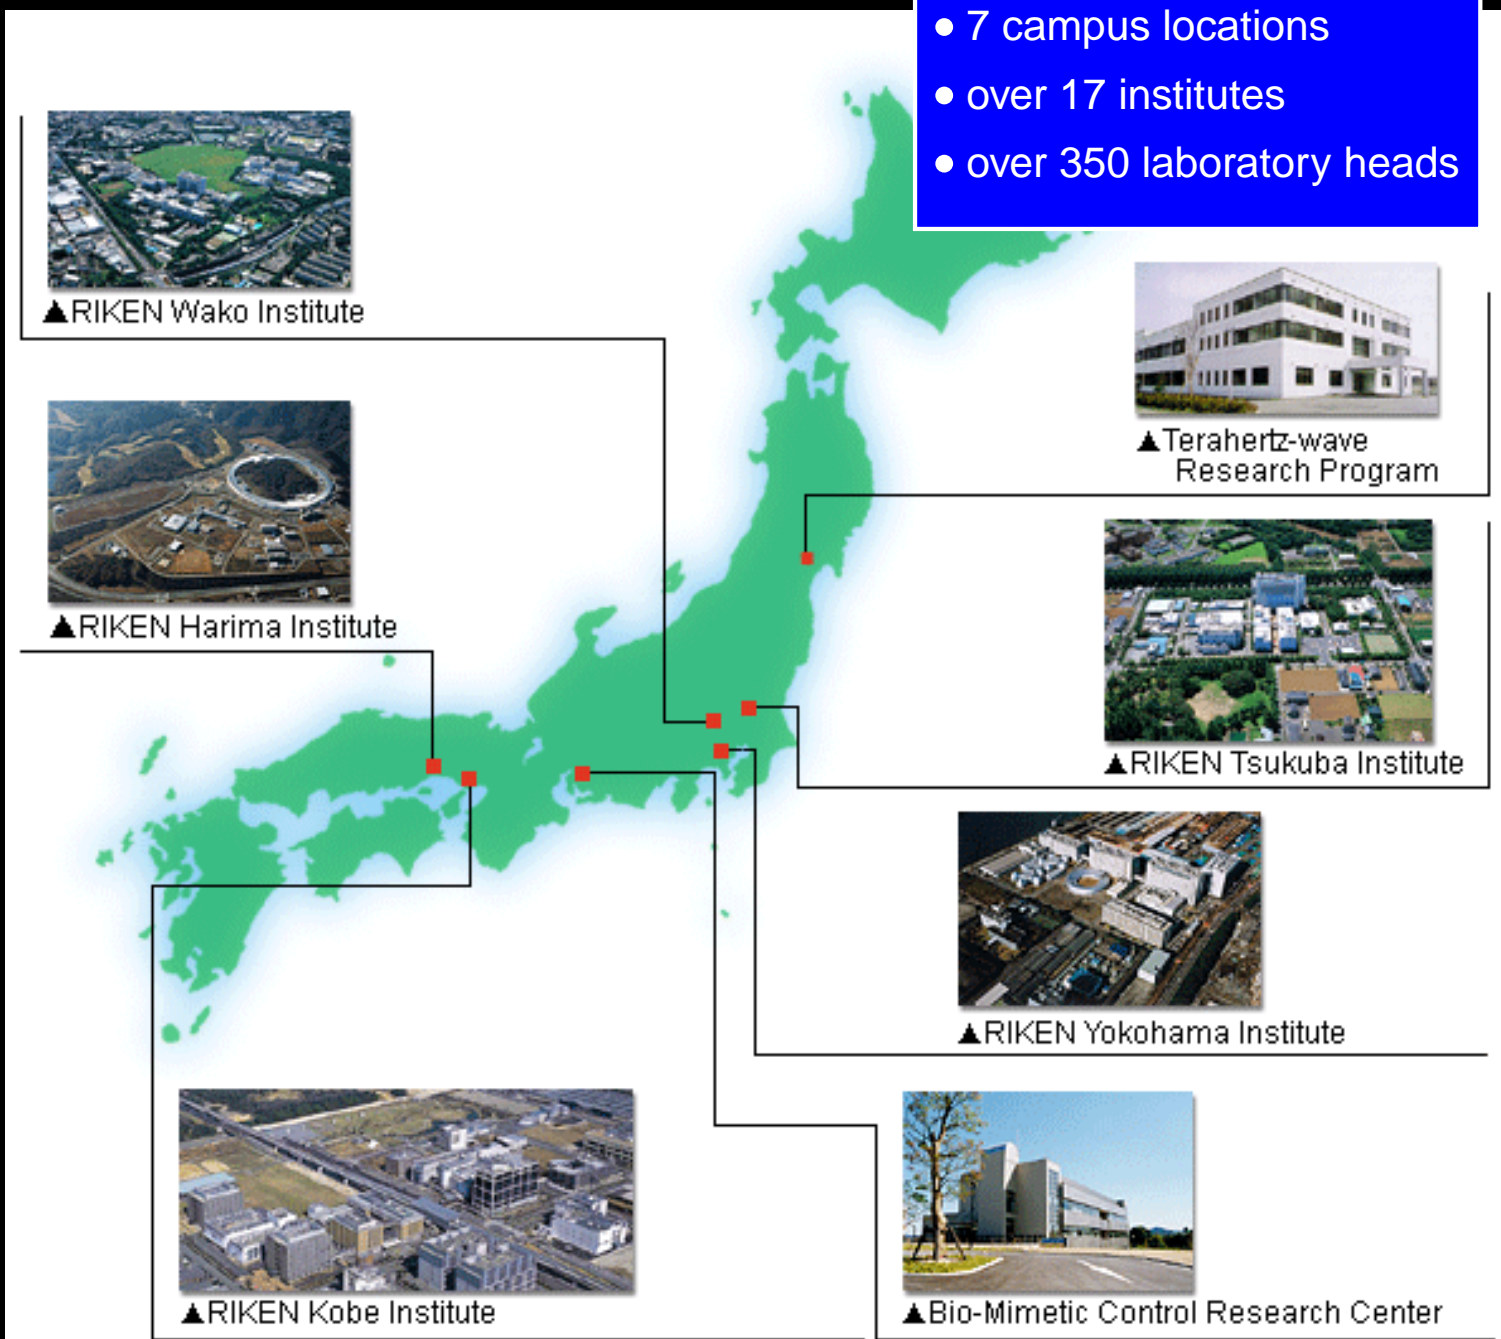 ● 7 campus locations
● over 17 institutes
● over 350 laboratory heads
▲RIKEN Wako Institute
▲Terahertz-wave
Research Program
▲RIKEN Harima Institute
▲RIKEN Tsukuba Institute
▲RIKEN Yokohama Institute
▲RIKEN Kobe Institute
▲Bio-Mimetic Control Research Center